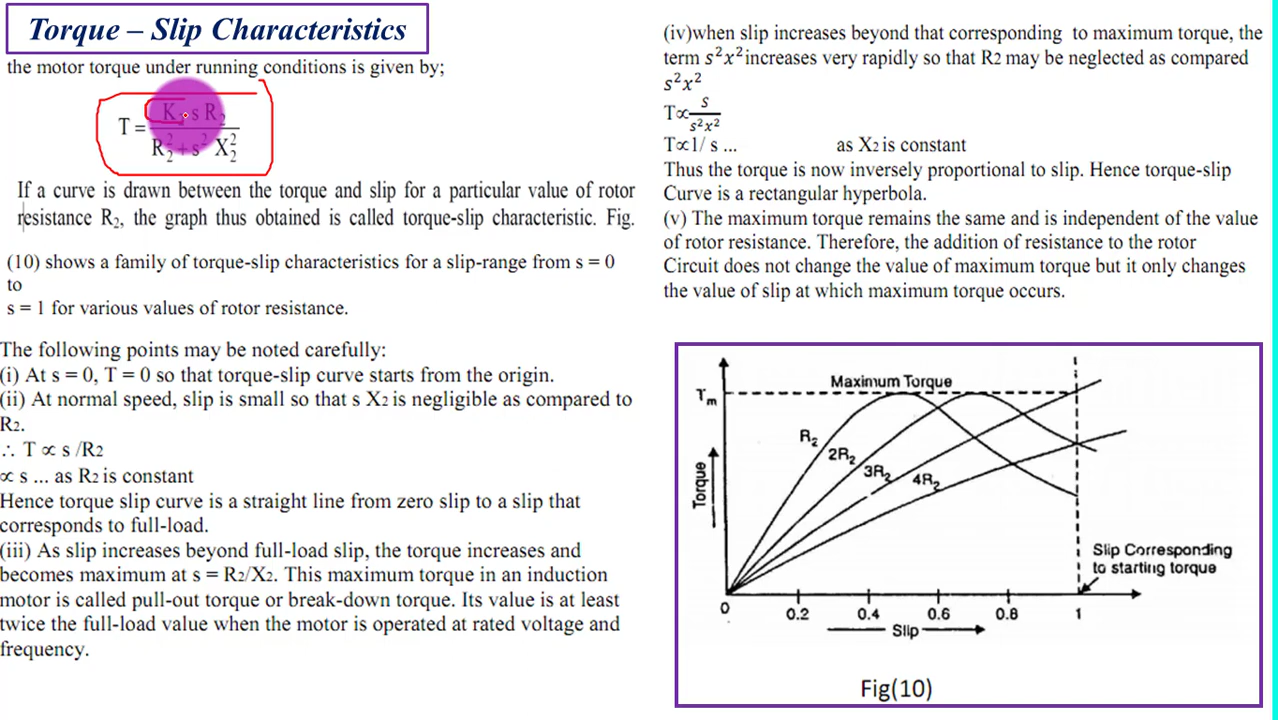 Torque – Slip Characteristics
the motor torque under running conditions is given by;
T = K₂ s R₂ / R₂² + s² X₂²
If a curve is drawn between the torque and slip for a particular value of rotor
resistance R₂, the graph thus obtained is called torque-slip characteristic. Fig.
(10) shows a family of torque-slip characteristics for a slip-range from s = 0
to
s = 1 for various values of rotor resistance.
The following points may be noted carefully:
(i) At s = 0, T = 0 so that torque-slip curve starts from the origin.
(ii) At normal speed, slip is small so that s X₂ is negligible as compared to
R₂.
∴ T ∝ s /R₂
∝ s ... as R₂ is constant
Hence torque slip curve is a straight line from zero slip to a slip that
corresponds to full-load.
(iii) As slip increases beyond full-load slip, the torque increases and
becomes maximum at s = R₂/X₂. This maximum torque in an induction
motor is called pull-out torque or break-down torque. Its value is at least
twice the full-load value when the motor is operated at rated voltage and
frequency.
(iv)when slip increases beyond that corresponding to maximum torque, the
term s²x² increases very rapidly so that R₂ may be neglected as compared
s²x²
T∝ s / s²x²
T∝1/ s ... as X₂ is constant
Thus the torque is now inversely proportional to slip. Hence torque-slip
Curve is a rectangular hyperbola.
(v) The maximum torque remains the same and is independent of the value
of rotor resistance. Therefore, the addition of resistance to the rotor
Circuit does not change the value of maximum torque but it only changes
the value of slip at which maximum torque occurs.
Maximum Torque
Tm
R₂
2R₂
3R₂
4R₂
Torque
Slip Corresponding
to starting torque
0 0.2 0.4 0.6 0.8 1
Slip
Fig(10)